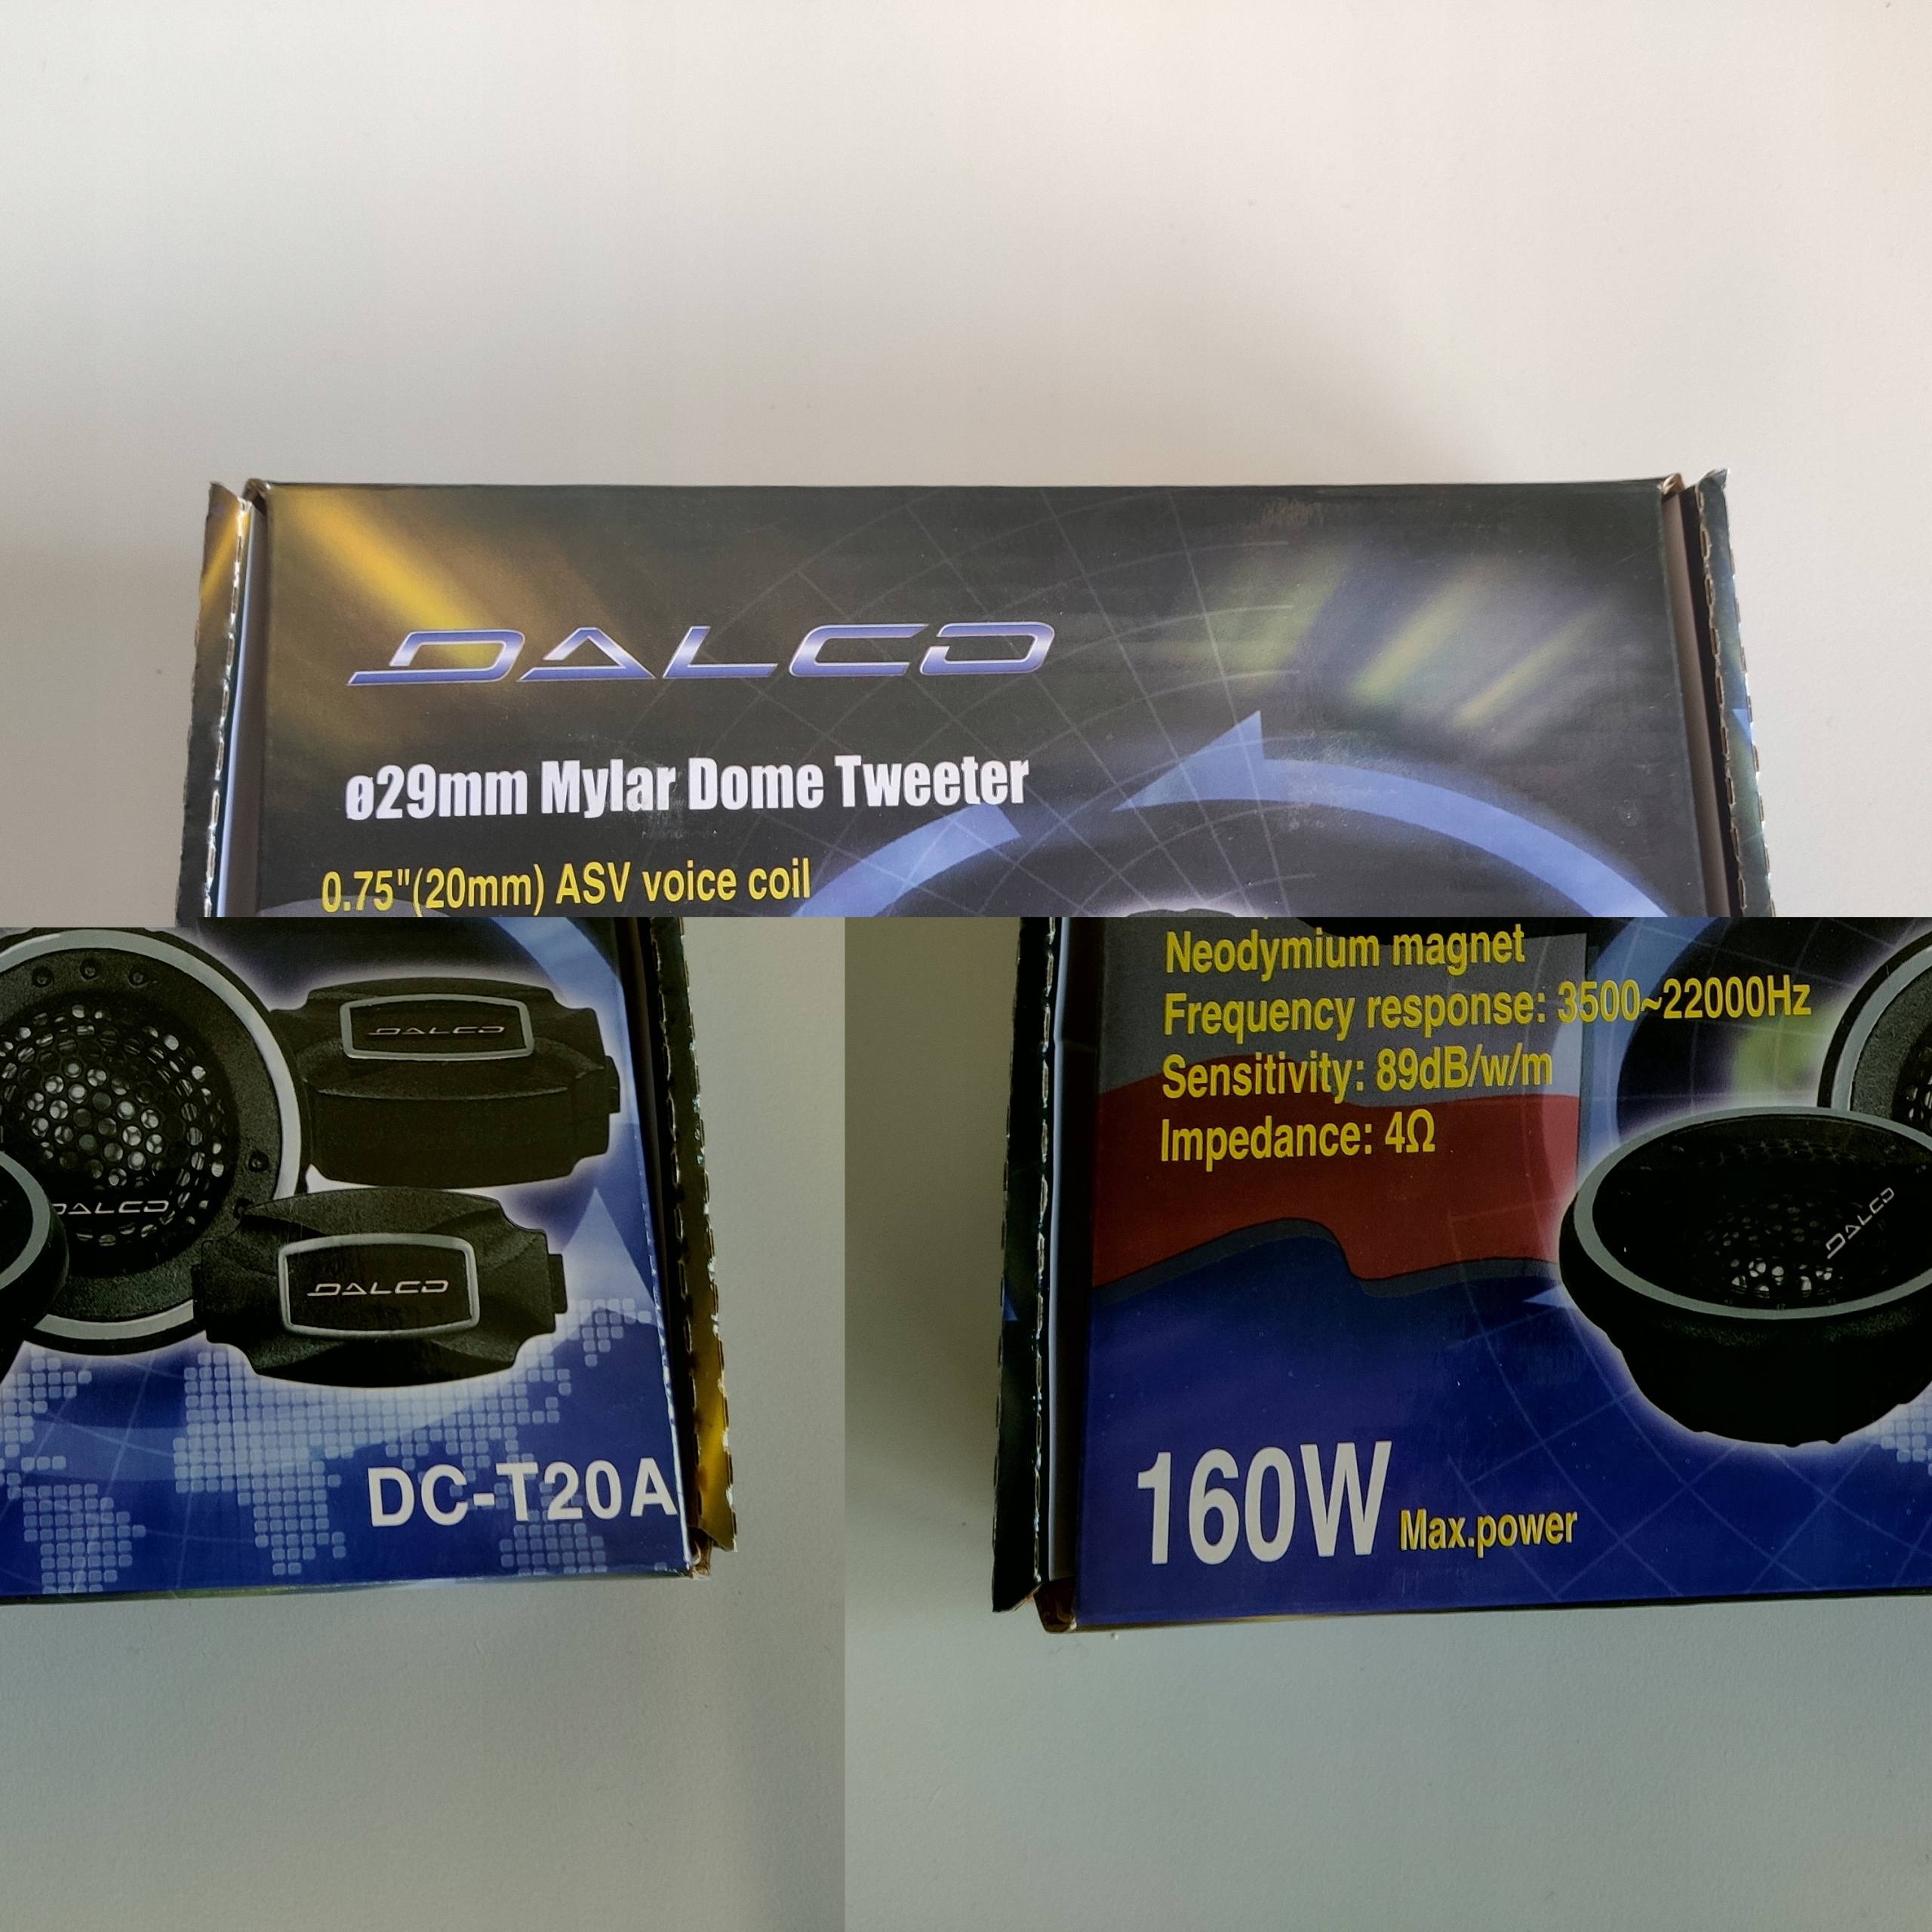 DALCO
ø29mm Mylar Dome Tweeter
0.75"(20mm) ASV voice coil
DALCO
DALCO
DALCO
DC-T20A
Neodymium magnet
Frequency response: 3500~22000Hz
Sensitivity: 89dB/w/m
Impedance: 4Ω
DALCO
160W Max.power